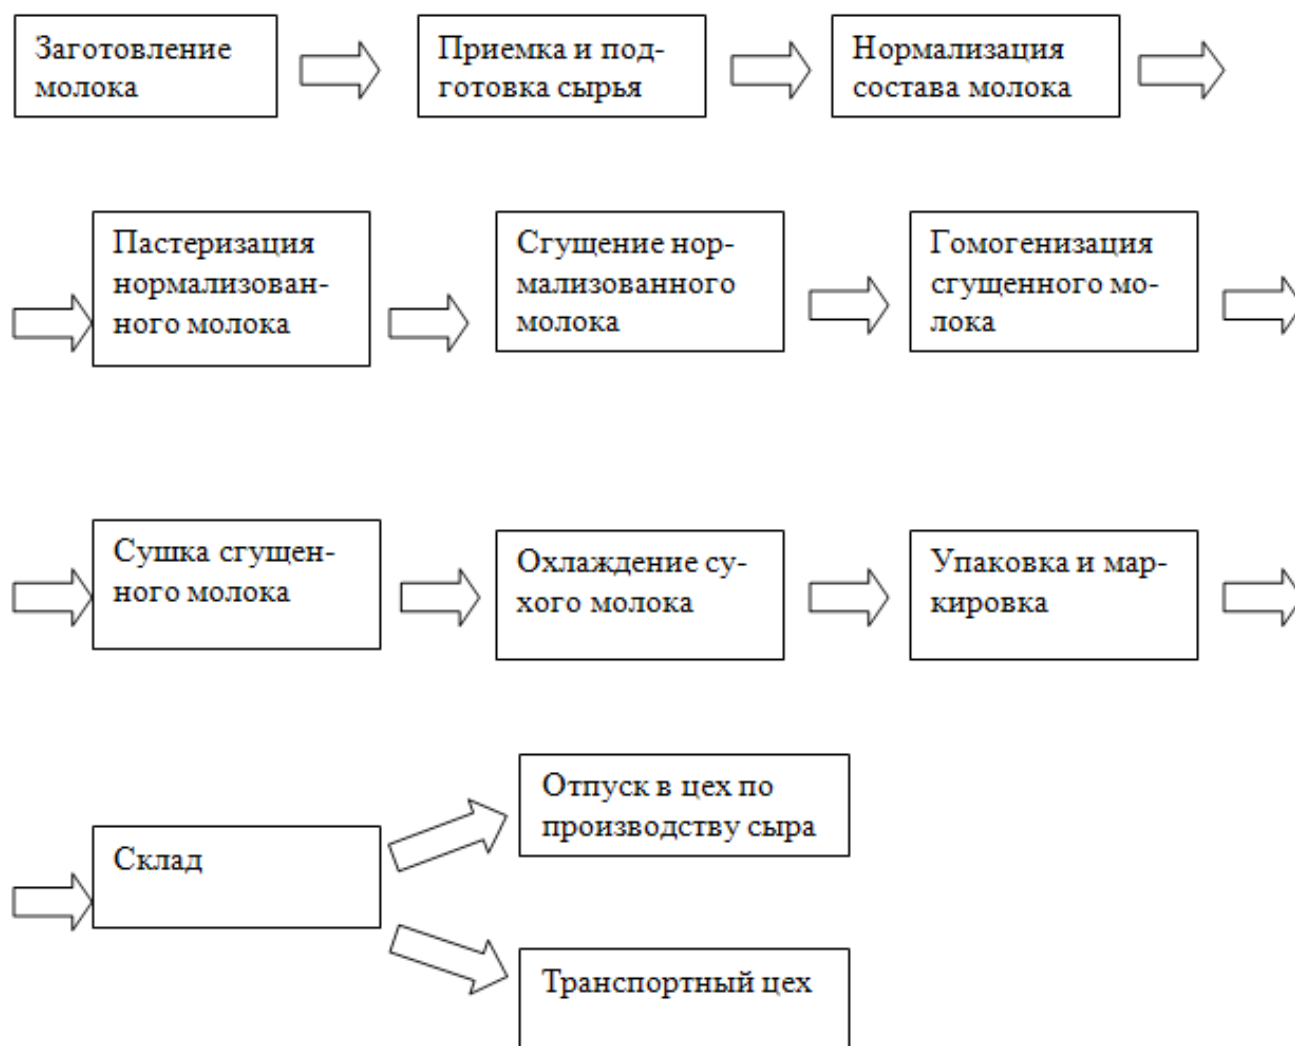 Заготовление
молока
Приемка и под-
готовка сырья
Нормализация
состава молока
Пастеризация
нормализован-
ного молока
Сгущение нор-
мализованного
молока
Гомогенизация
сгущенного мо-
лока
Сушка сгущен-
ного молока
Охлаждение су-
хого молока
Упаковка и мар-
кировка
Склад
Отпуск в цех по
производству сыра
Транспортный цех